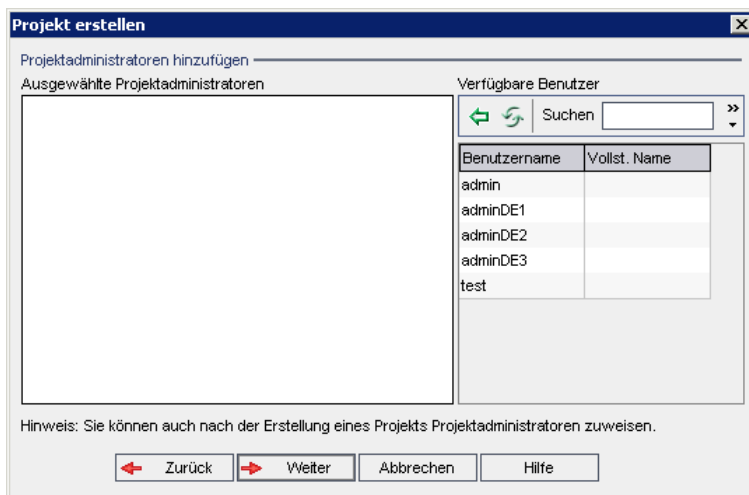 Projekt erstellen
Projektadministratoren hinzufügen
Ausgewählte Projektadministratoren
Verfügbare Benutzer
Suchen
Benutzername Vollst. Name
admin
adminDE1
adminDE2
adminDE3
test
Hinweis: Sie können auch nach der Erstellung eines Projekts Projektadministratoren zuweisen.
Zurück Weiter Abbrechen Hilfe